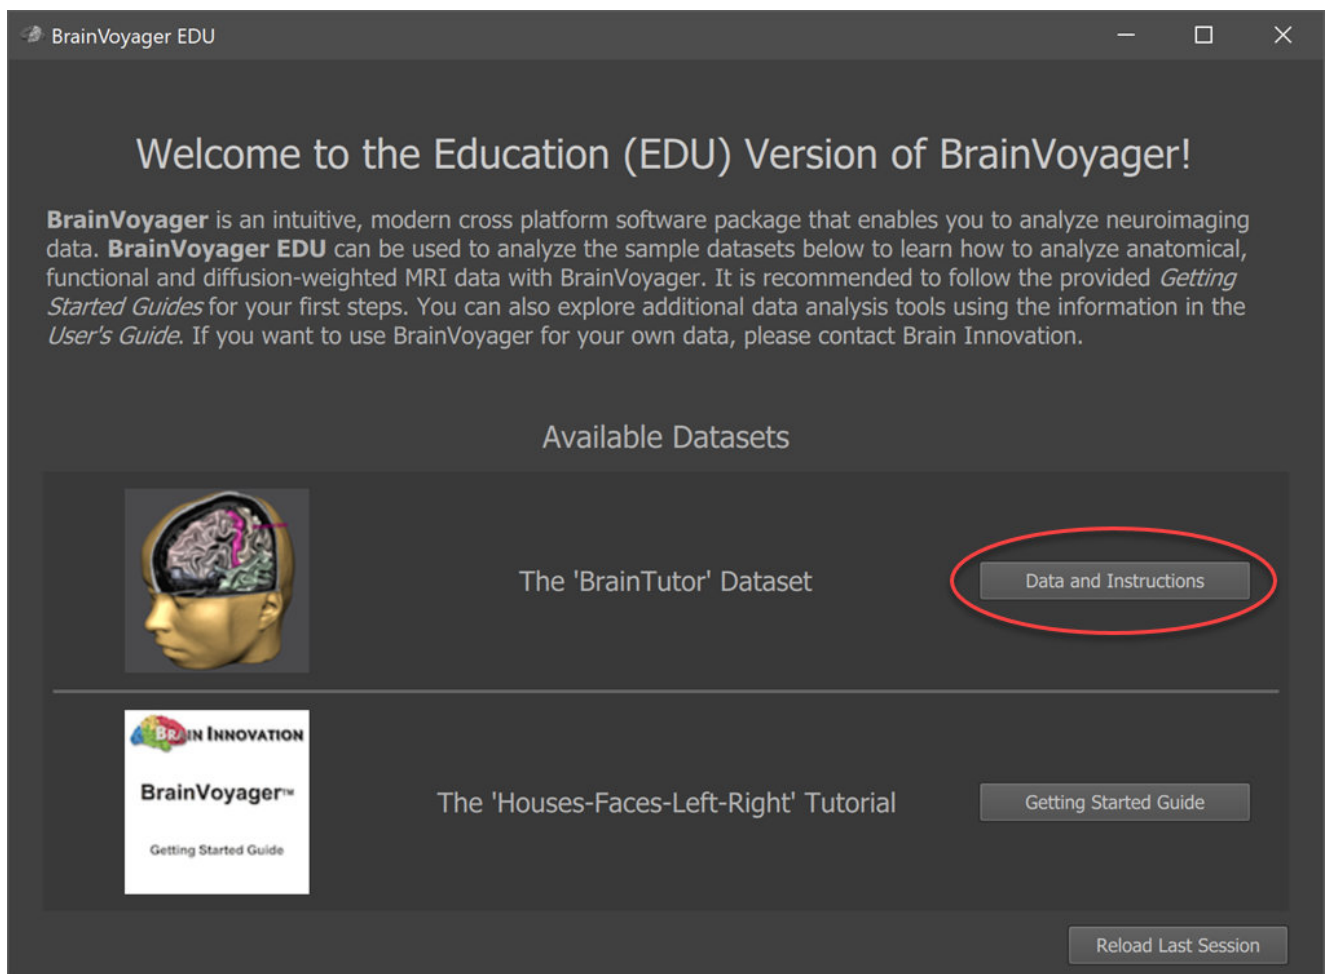 BrainVoyager EDU
Welcome to the Education (EDU) Version of BrainVoyager!
BrainVoyager is an intuitive, modern cross platform software package that enables you to analyze neuroimaging
data. BrainVoyager EDU can be used to analyze the sample datasets below to learn how to analyze anatomical,
functional and diffusion-weighted MRI data with BrainVoyager. It is recommended to follow the provided Getting
Started Guides for your first steps. You can also explore additional data analysis tools using the information in the
User's Guide. If you want to use BrainVoyager for your own data, please contact Brain Innovation.
Available Datasets
The 'BrainTutor' Dataset
Data and Instructions
BRAIN INNOVATION
BrainVoyager™
Getting Started Guide
The 'Houses-Faces-Left-Right' Tutorial
Getting Started Guide
Reload Last Session